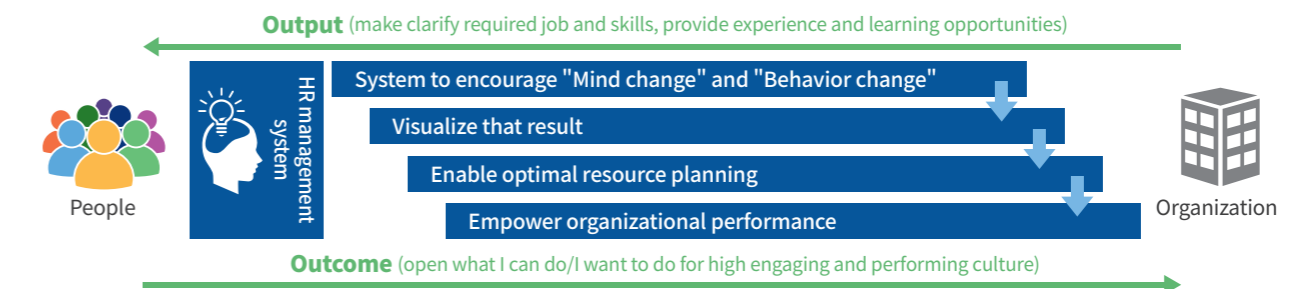 Output (make clarify required job and skills, provide experience and learning opportunities)
People
HR management
system
System to encourage "Mind change" and "Behavior change"
Visualize that result
Enable optimal resource planning
Empower organizational performance
Organization
Outcome (open what I can do/I want to do for high engaging and performing culture)